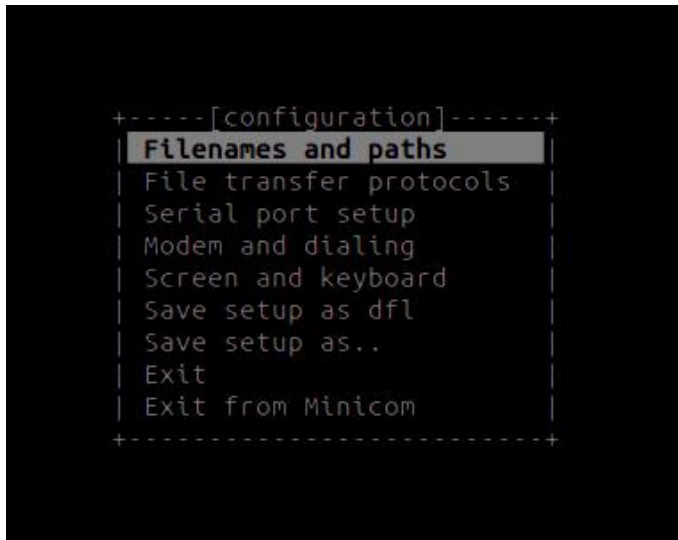 +-----[configuration]------+
| Filenames and paths |
| File transfer protocols |
| Serial port setup |
| Modem and dialing |
| Screen and keyboard |
| Save setup as dfl |
| Save setup as.. |
| Exit |
| Exit from Minicom |
+--------------------------+